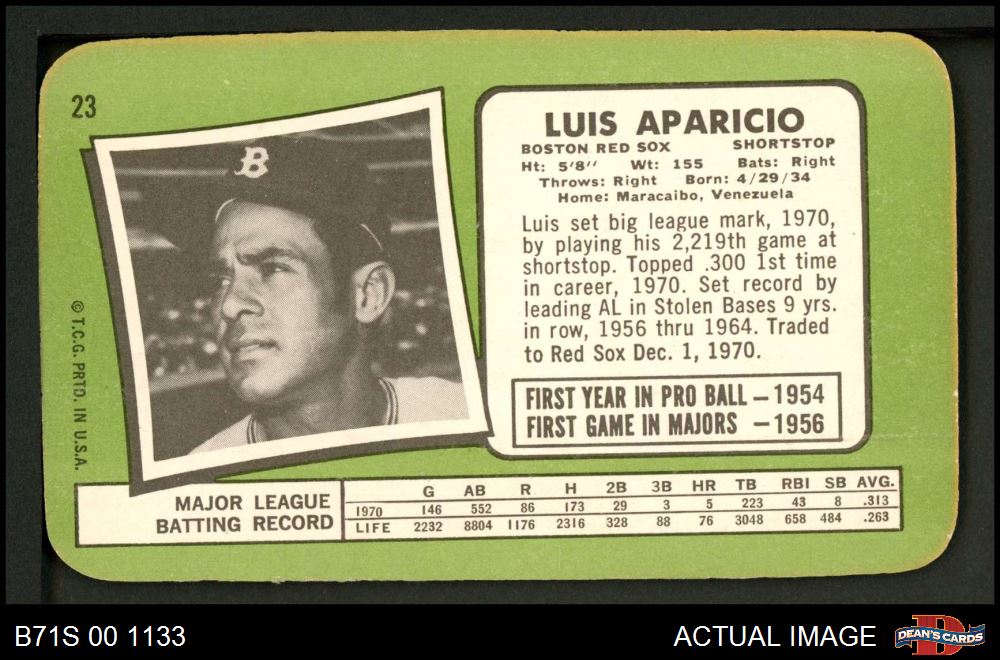 23
B
LUIS APARICIO
BOSTON RED SOX SHORTSTOP
Ht: 5'8'' Wt: 155 Bats: Right
Throws: Right Born: 4/29/34
Home: Maracaibo, Venezuela
Luis set big league mark, 1970,
by playing his 2,219th game at
shortstop. Topped .300 1st time
in career, 1970. Set record by
leading AL in Stolen Bases 9 yrs.
in row, 1956 thru 1964. Traded
to Red Sox Dec. 1, 1970.
FIRST YEAR IN PRO BALL – 1954
FIRST GAME IN MAJORS – 1956
© T.C.G. PRTD. IN U.S.A.
MAJOR LEAGUE
BATTING RECORD
G AB R H 2B 3B HR TB RBI SB AVG.
1970 146 552 86 173 29 3 5 223 43 8 .313
LIFE 2232 8804 1176 2316 328 88 76 3048 658 484 .263
B71S 00 1133
ACTUAL IMAGE
D
DEAN'S CARDS